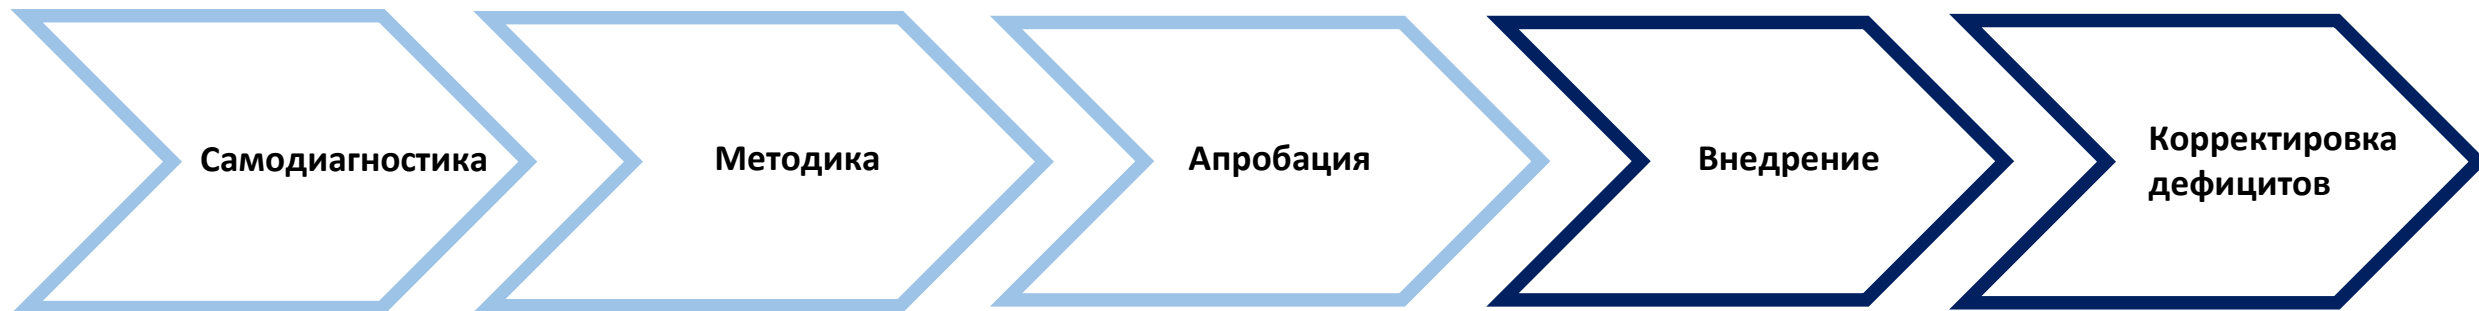 Самодиагностика
Методика
Апробация
Внедрение
Корректировка
дефицитов